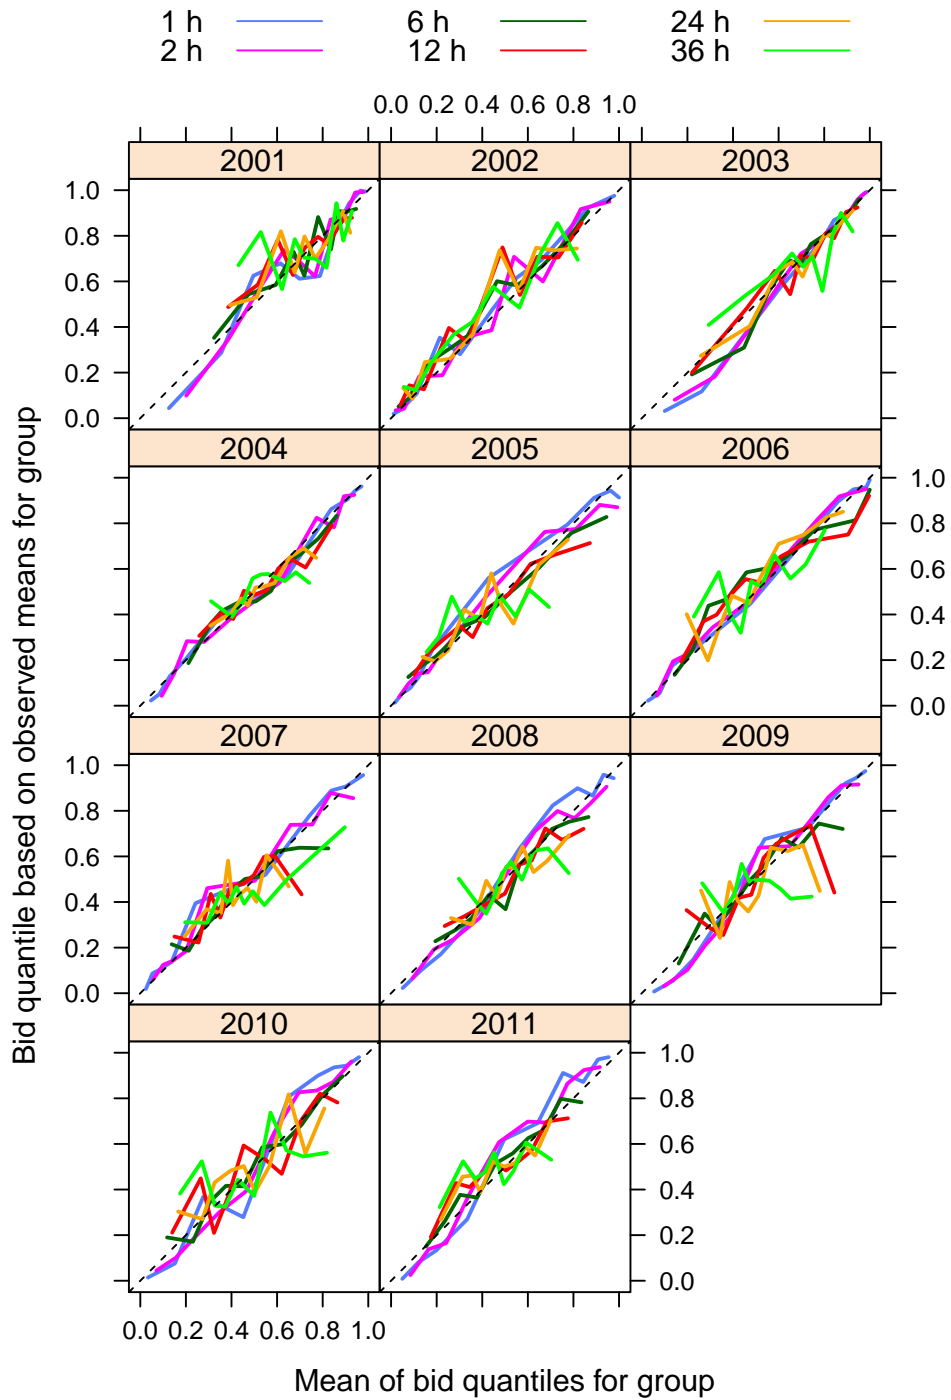 1 h 6 h 24 h
2 h 12 h 36 h
0.0 0.2 0.4 0.6 0.8 1.0
2001 2002 2003
1.0
0.8
0.6
0.4
0.2
0.0
2004 2005 2006
1.0
0.8
0.6
0.4
0.2
0.0
2007 2008 2009
1.0
0.8
0.6
0.4
0.2
0.0
2010 2011
1.0
0.8
0.6
0.4
0.2
0.0
0.0 0.2 0.4 0.6 0.8 1.0
Mean of bid quantiles for group
Bid quantile based on observed means for group